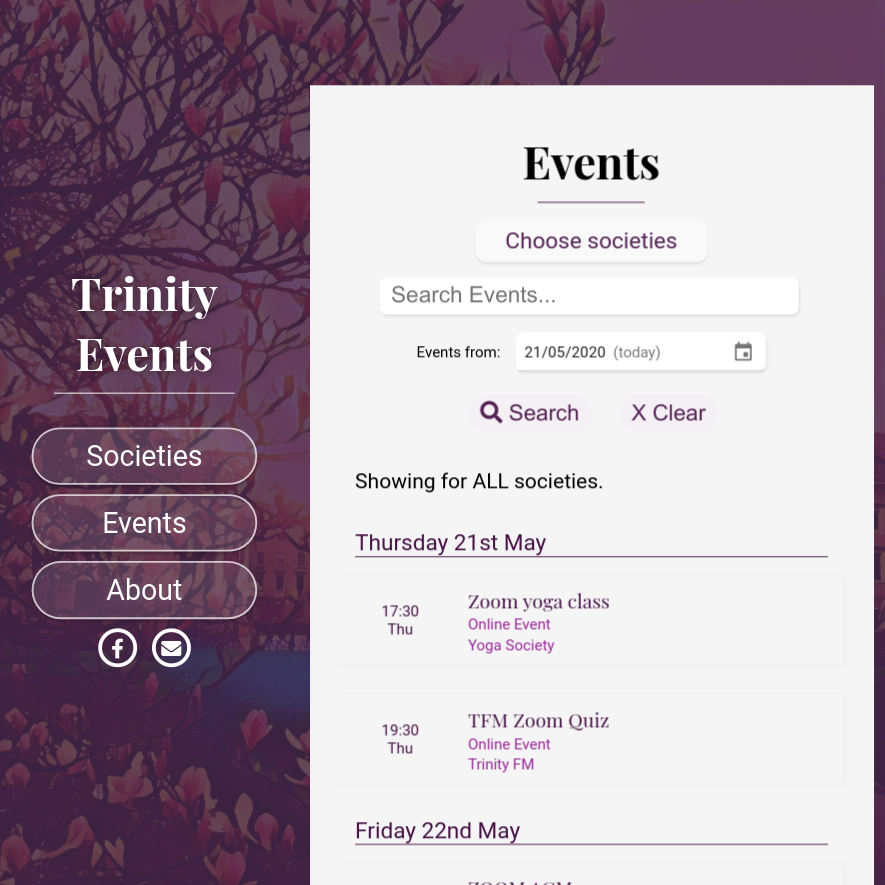 Trinity
Events
Societies
Events
About
Events
Choose societies
Search Events...
Events from: 21/05/2020 (today)
Search X Clear
Showing for ALL societies.
Thursday 21st May
17:30
Thu
Zoom yoga class
Online Event
Yoga Society
19:30
Thu
TFM Zoom Quiz
Online Event
Trinity FM
Friday 22nd May
ZOOM AGM